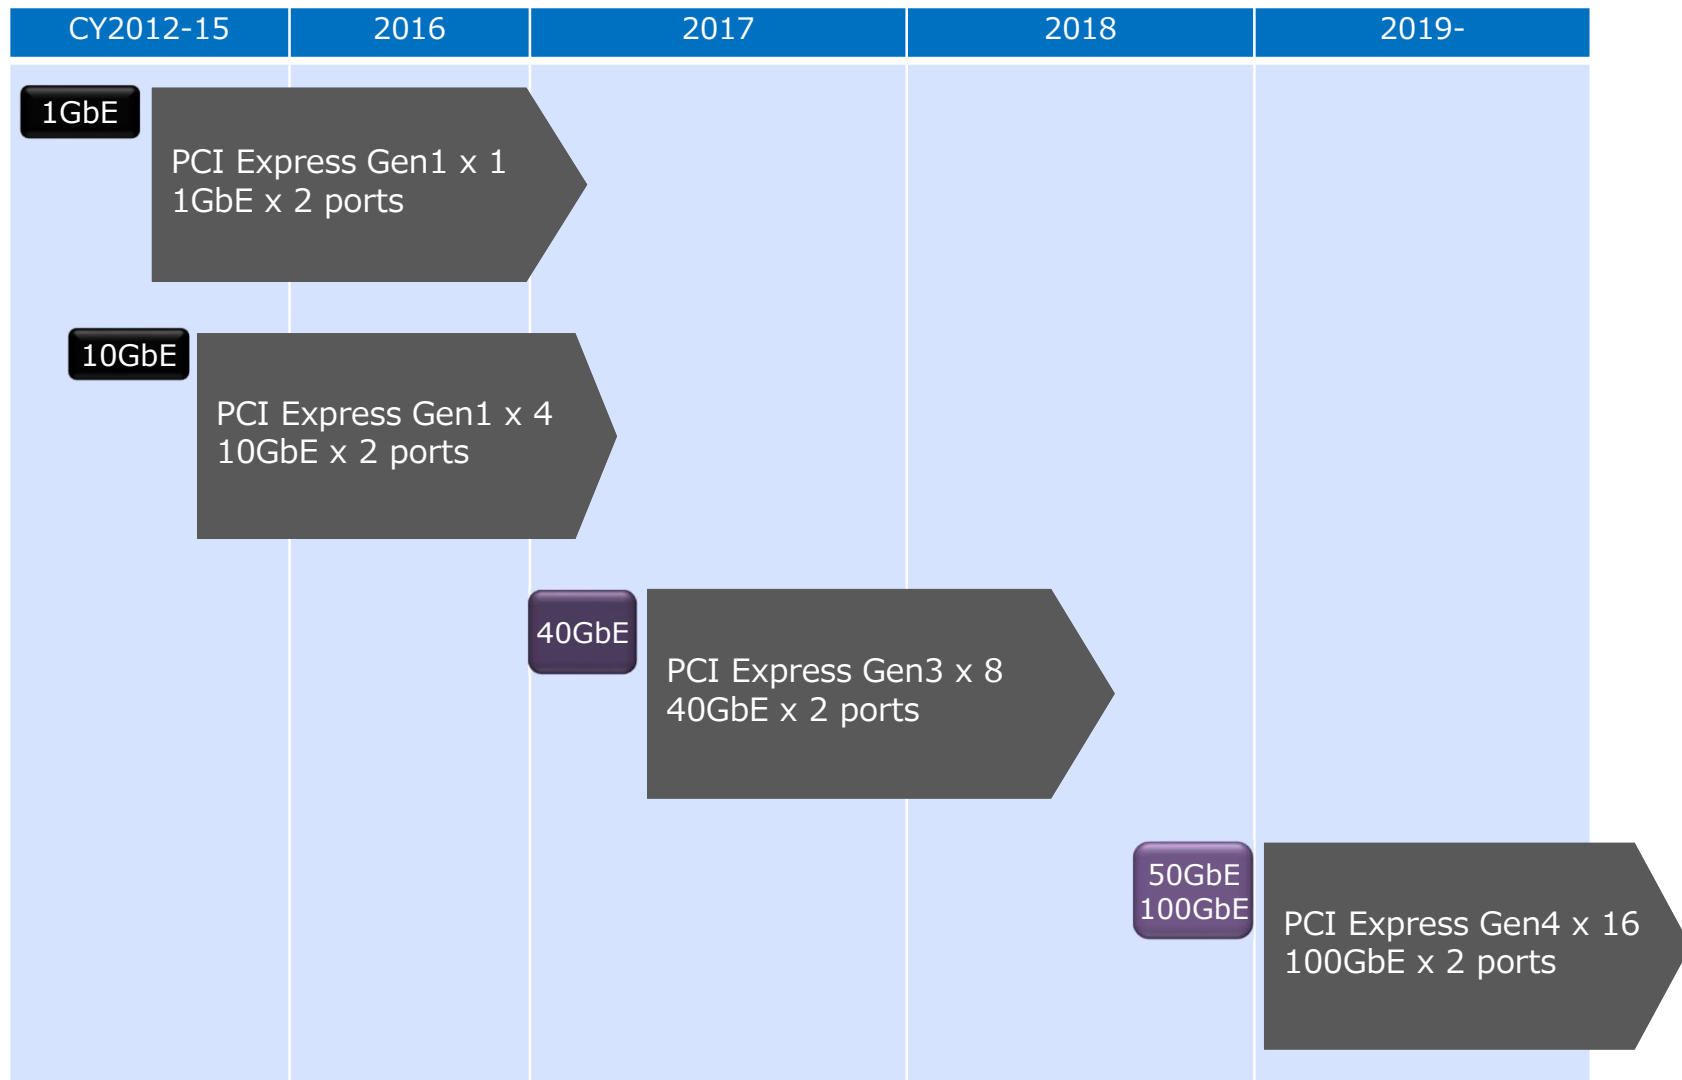 CY2012-15
2016
2017
2018
2019-
1GbE
PCI Express Gen1 x 1
1GbE x 2 ports
10GbE
PCI Express Gen1 x 4
10GbE x 2 ports
40GbE
PCI Express Gen3 x 8
40GbE x 2 ports
50GbE
100GbE
PCI Express Gen4 x 16
100GbE x 2 ports